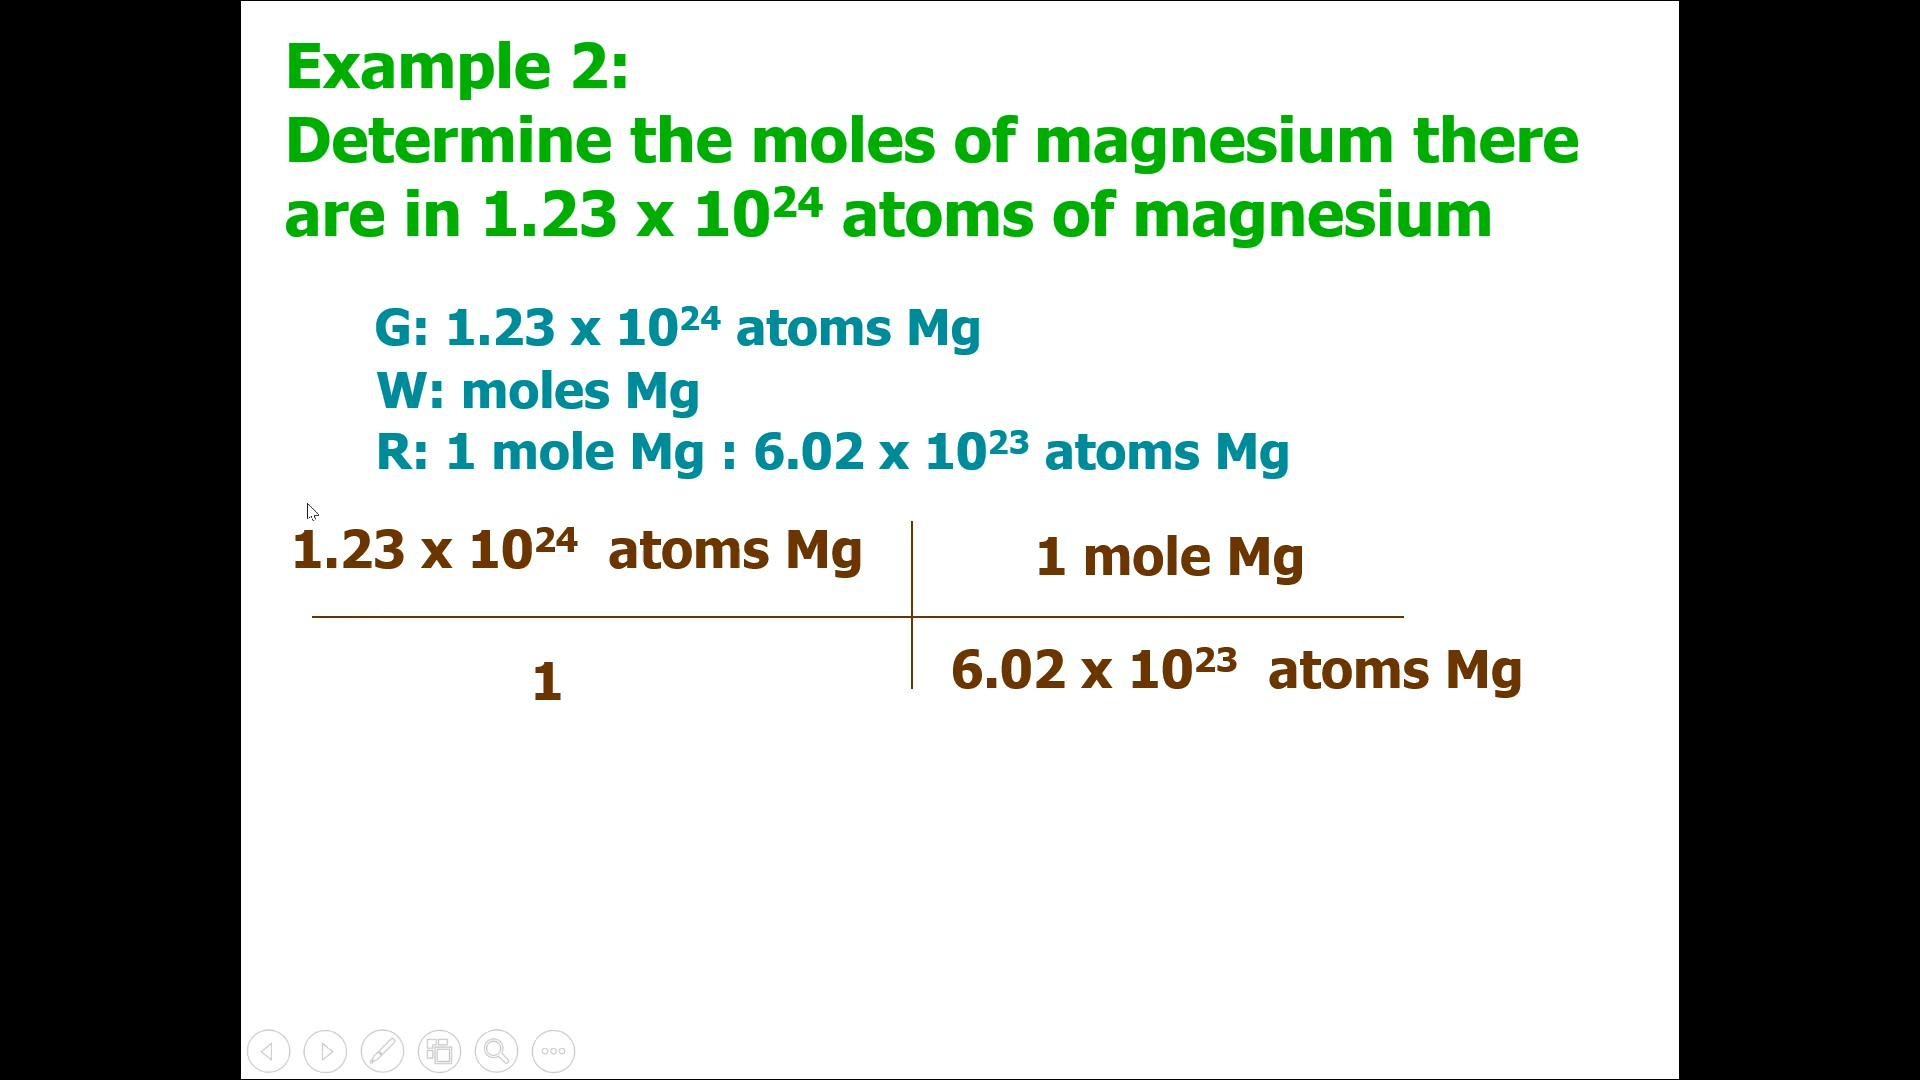 Example 2:
Determine the moles of magnesium there
are in 1.23 x 10²⁴ atoms of magnesium
G: 1.23 x 10²⁴ atoms Mg
W: moles Mg
R: 1 mole Mg : 6.02 x 10²³ atoms Mg
1.23 x 10²⁴ atoms Mg
1 mole Mg
1
6.02 x 10²³ atoms Mg